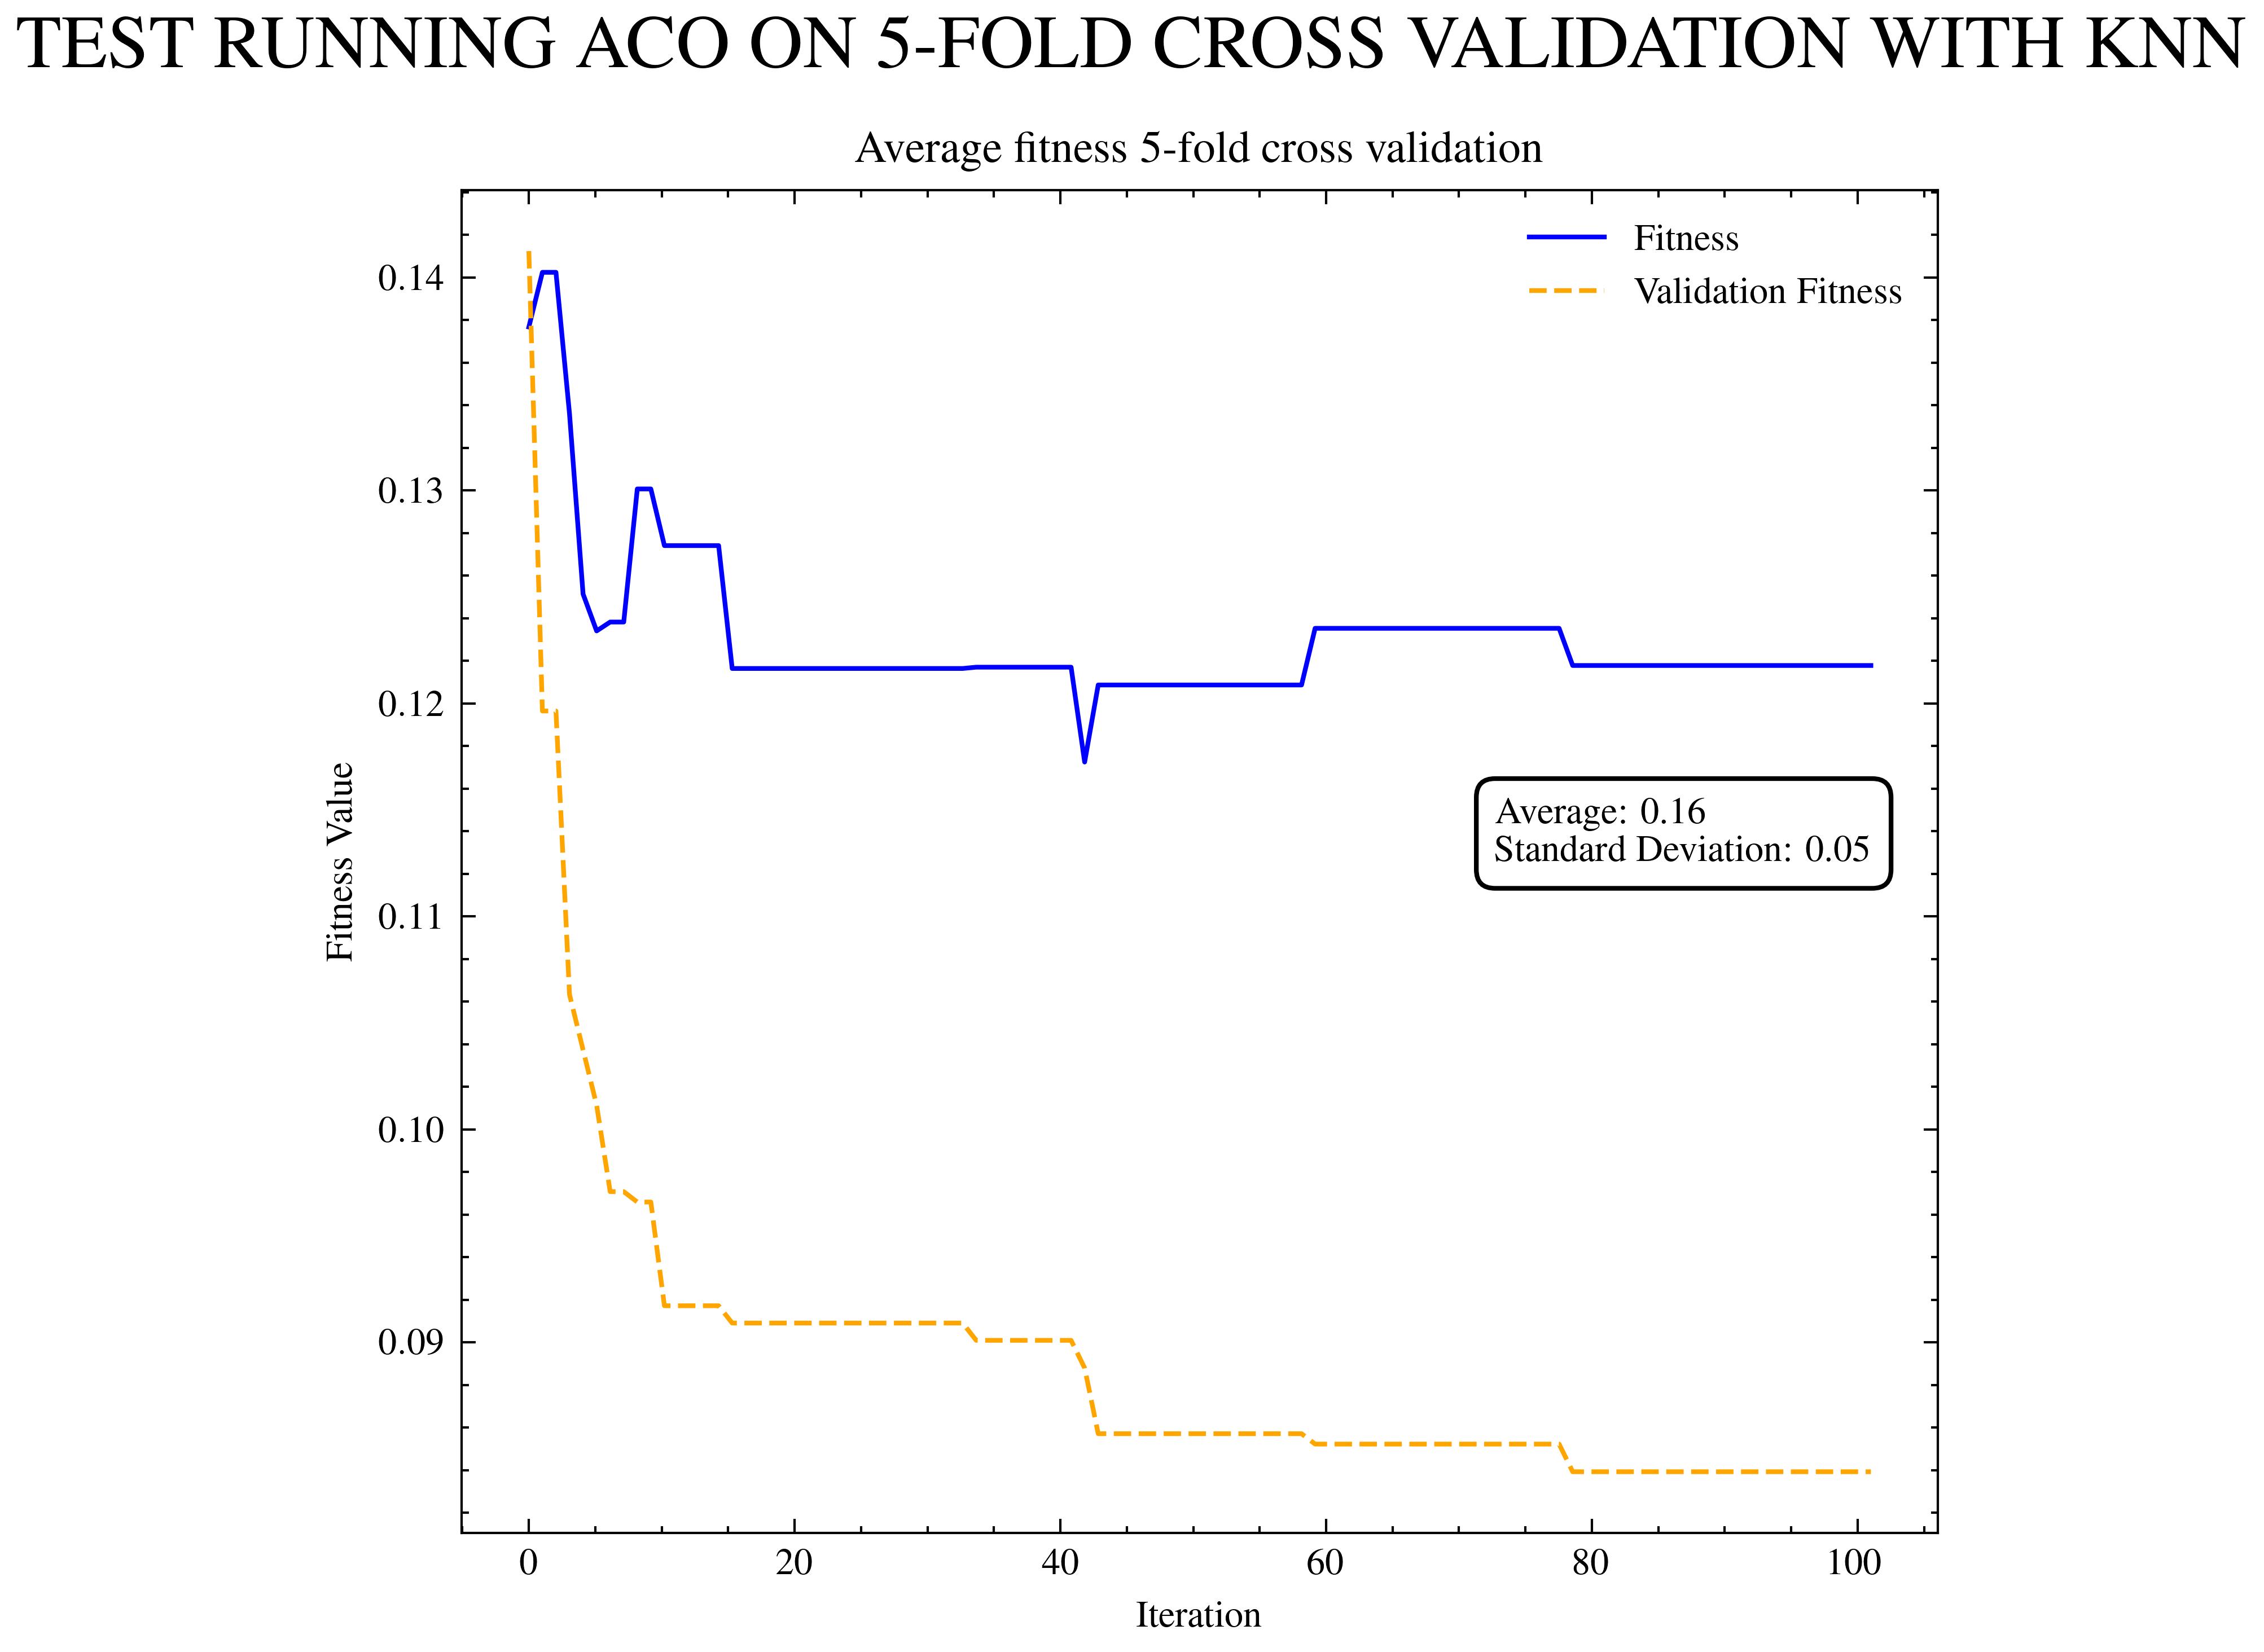 TEST RUNNING ACO ON 5-FOLD CROSS VALIDATION WITH KNN
Average fitness 5-fold cross validation
Fitness
Validation Fitness
0.14
0.13
0.12
0.11
0.10
0.09
Fitness Value
Average: 0.16
Standard Deviation: 0.05
0 20 40 60 80 100
Iteration